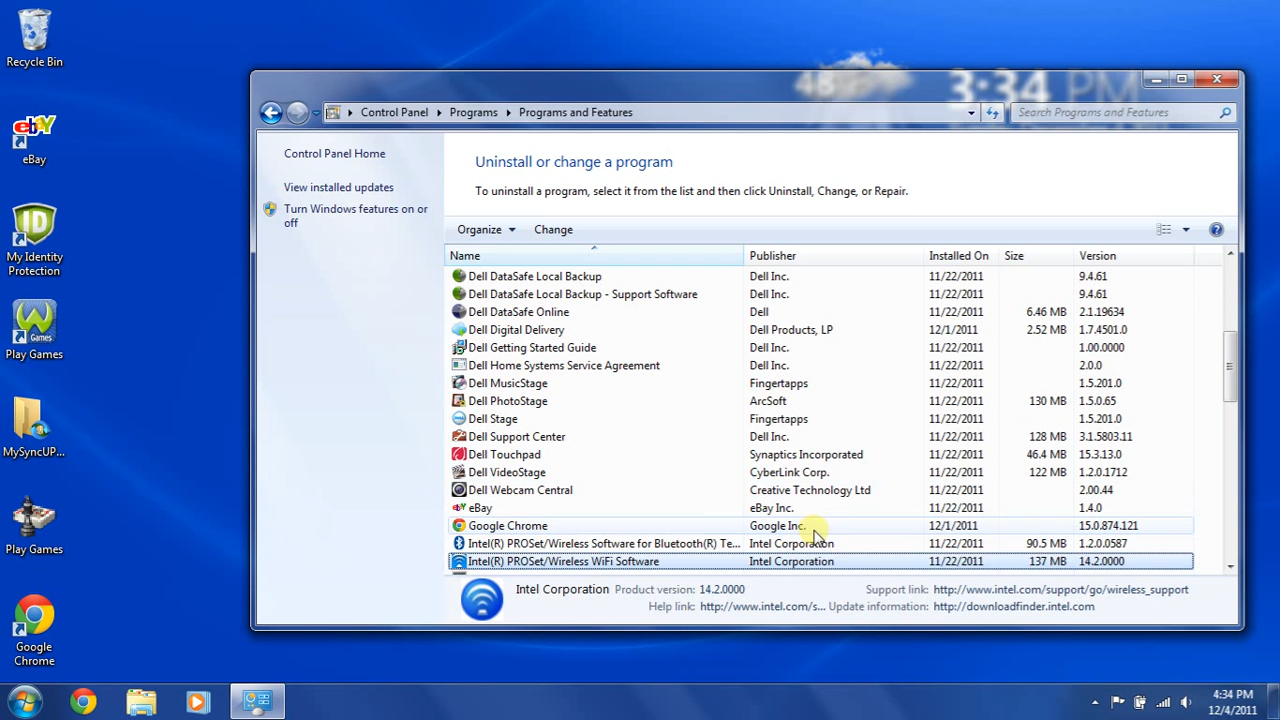 Recycle Bin
eBay
My Identity
Protection
Play Games
MySyncUP...
Play Games
Google
Chrome
3:34 PM
Control Panel Programs Programs and Features Search Programs and Features
Control Panel Home
View installed updates
Turn Windows features on or
off
Uninstall or change a program
To uninstall a program, select it from the list and then click Uninstall, Change, or Repair.
Organize Change
Name Publisher Installed On Size Version
Dell DataSafe Local Backup Dell Inc. 11/22/2011 9.4.61
Dell DataSafe Local Backup - Support Software Dell Inc. 11/22/2011 9.4.61
Dell DataSafe Online Dell 11/22/2011 6.46 MB 2.1.19634
Dell Digital Delivery Dell Products, LP 12/1/2011 2.52 MB 1.7.4501.0
Dell Getting Started Guide Dell Inc. 11/22/2011 1.00.0000
Dell Home Systems Service Agreement Dell Inc. 11/22/2011 2.0.0
Dell MusicStage Fingertapps 11/22/2011 1.5.201.0
Dell PhotoStage ArcSoft 11/22/2011 130 MB 1.5.0.65
Dell Stage Fingertapps 11/22/2011 1.5.201.0
Dell Support Center Dell Inc. 11/22/2011 128 MB 3.1.5803.11
Dell Touchpad Synaptics Incorporated 11/22/2011 46.4 MB 15.3.13.0
Dell VideoStage CyberLink Corp. 11/22/2011 122 MB 1.2.0.1712
Dell Webcam Central Creative Technology Ltd 11/22/2011 2.00.44
eBay eBay Inc. 11/22/2011 1.4.0
Google Chrome Google Inc. 12/1/2011 15.0.874.121
Intel(R) PROSet/Wireless Software for Bluetooth(R) Te... Intel Corporation 11/22/2011 90.5 MB 1.2.0.0587
Intel(R) PROSet/Wireless WiFi Software Intel Corporation 11/22/2011 137 MB 14.2.0000
Intel Corporation Product version: 14.2.0000 Support link: http://www.intel.com/support/go/wireless_support
Help link: http://www.intel.com/s... Update information: http://downloadfinder.intel.com
4:34 PM
12/4/2011